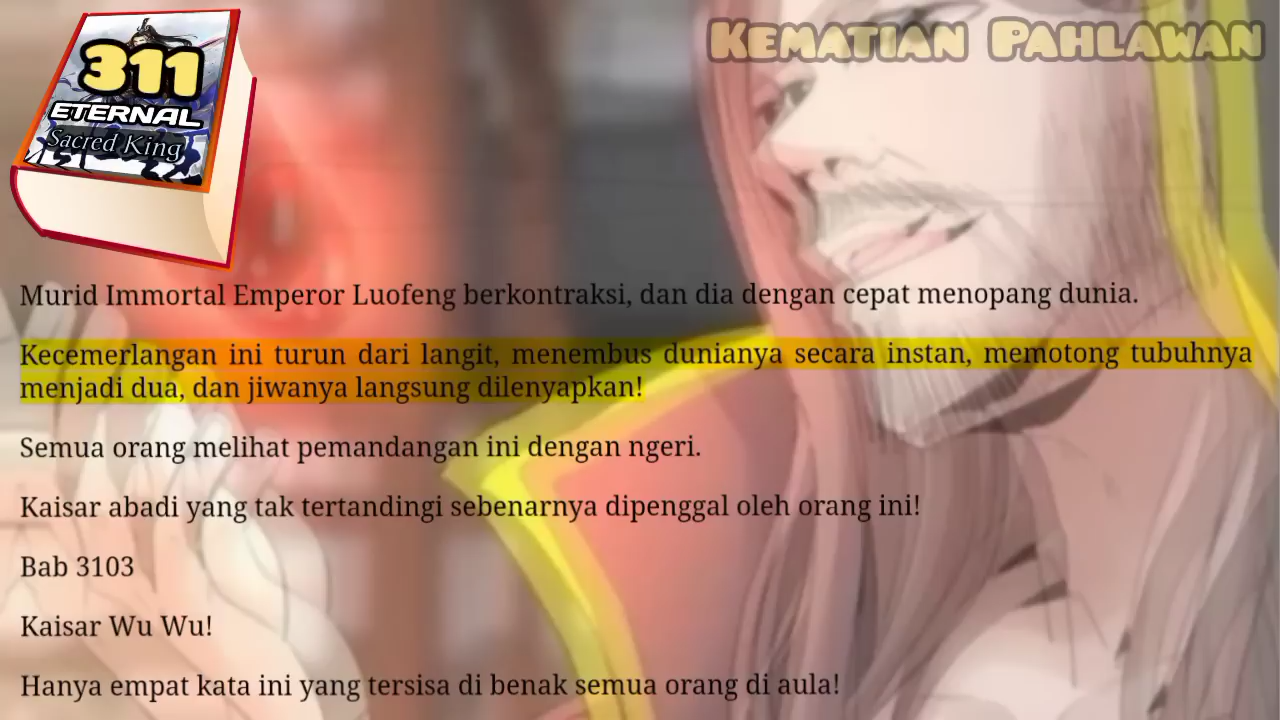 311
ETERNAL
Sacred King
KEMATIAN PAHLAWAN
Murid Immortal Emperor Luofeng berkontraksi, dan dia dengan cepat menopang dunia.
Kecemerlangan ini turun dari langit, menembus dunianya secara instan, memotong tubuhnya
menjadi dua, dan jiwanya langsung dilenyapkan!
Semua orang melihat pemandangan ini dengan ngeri.
Kaisar abadi yang tak tertandingi sebenarnya dipenggal oleh orang ini!
Bab 3103
Kaisar Wu Wu!
Hanya empat kata ini yang tersisa di benak semua orang di aula!